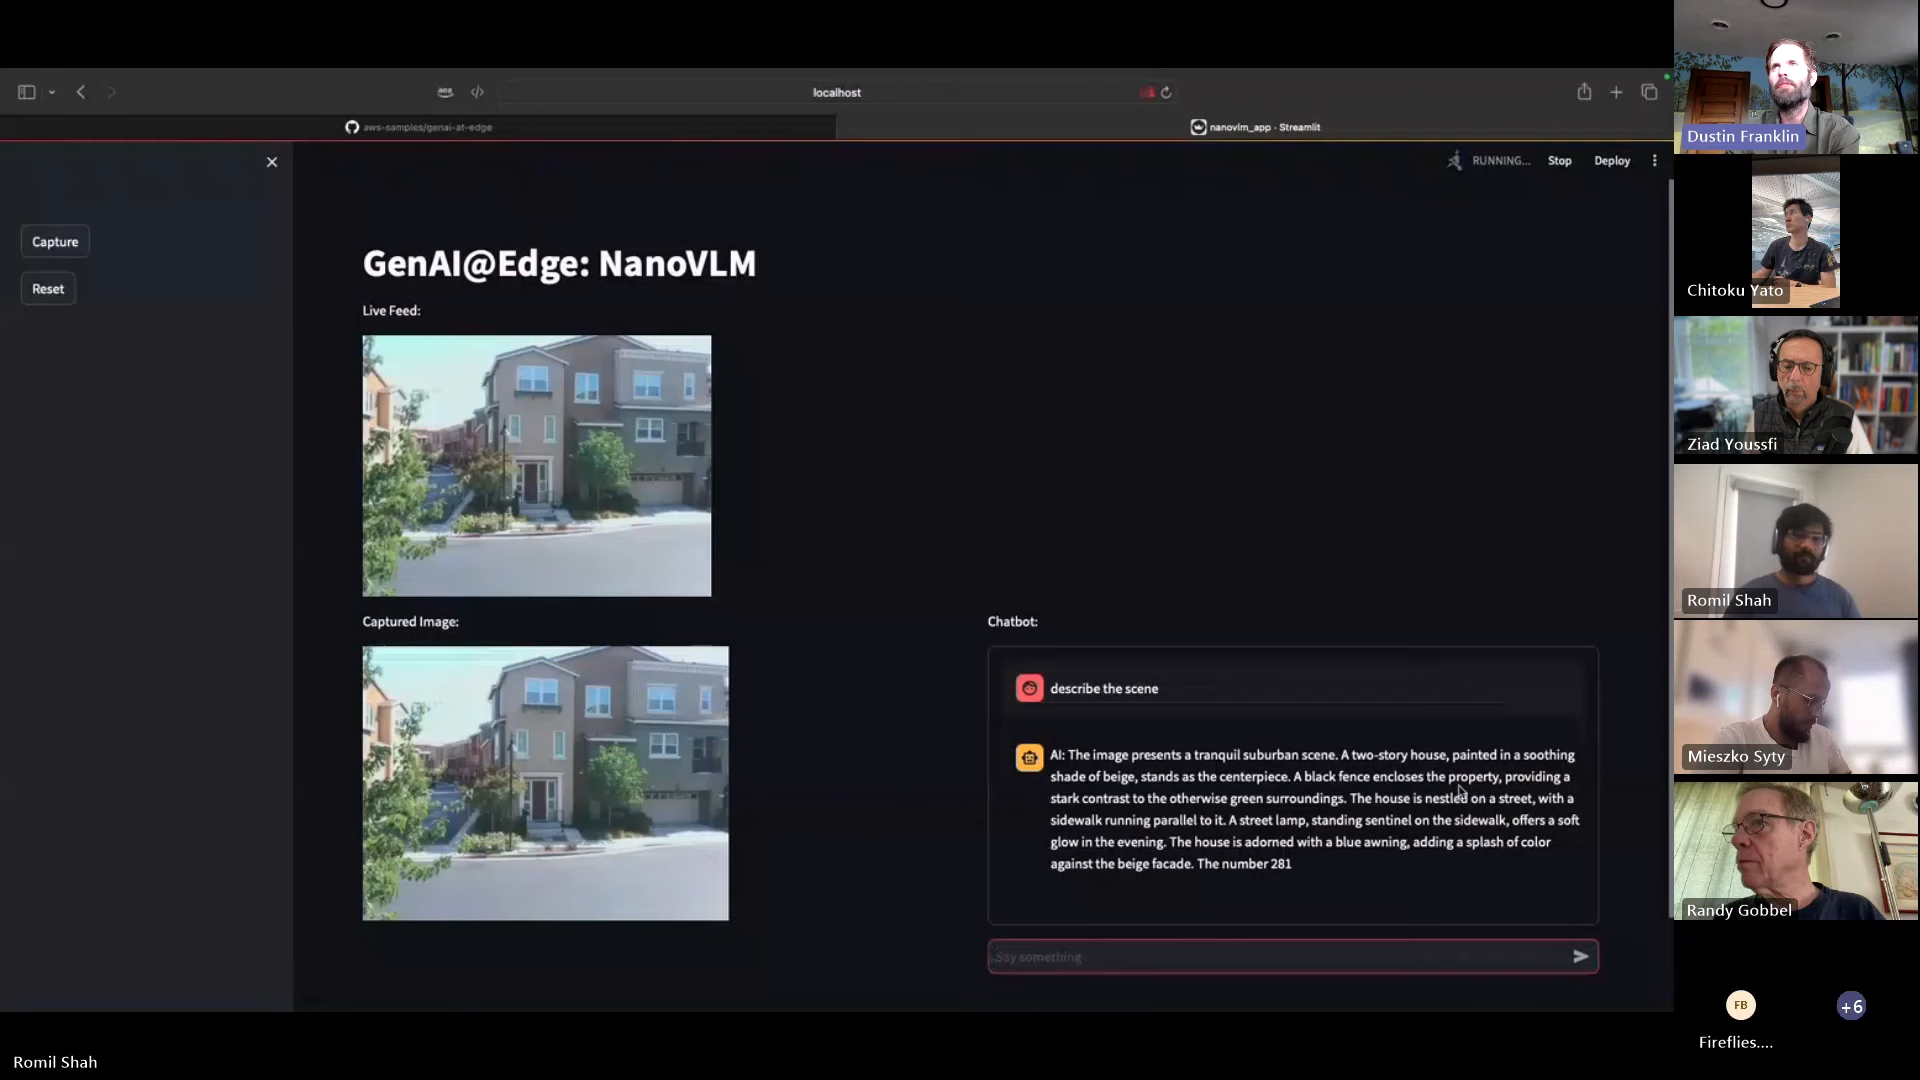 localhost
aws-samples/genai-at-edge
nanovlm_app · Streamlit
RUNNING...
Stop
Deploy
Capture
Reset
GenAI@Edge: NanoVLM
Live Feed:
Captured Image:
Chatbot:
describe the scene
AI: The image presents a tranquil suburban scene. A two-story house, painted in a soothing
shade of beige, stands as the centerpiece. A black fence encloses the property, providing a
stark contrast to the otherwise green surroundings. The house is nestled on a street, with a
sidewalk running parallel to it. A street lamp, standing sentinel on the sidewalk, offers a soft
glow in the evening. The house is adorned with a blue awning, adding a splash of color
against the beige facade. The number 281
Say something
Dustin Franklin
Chitoku Yato
Ziad Youssfi
Romil Shah
Mieszko Syty
Randy Gobbel
FB
+6
Fireflies....
Romil Shah